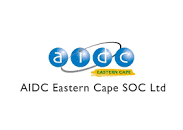 aidc
EASTERN CAPE
AIDC Eastern Cape SOC Ltd